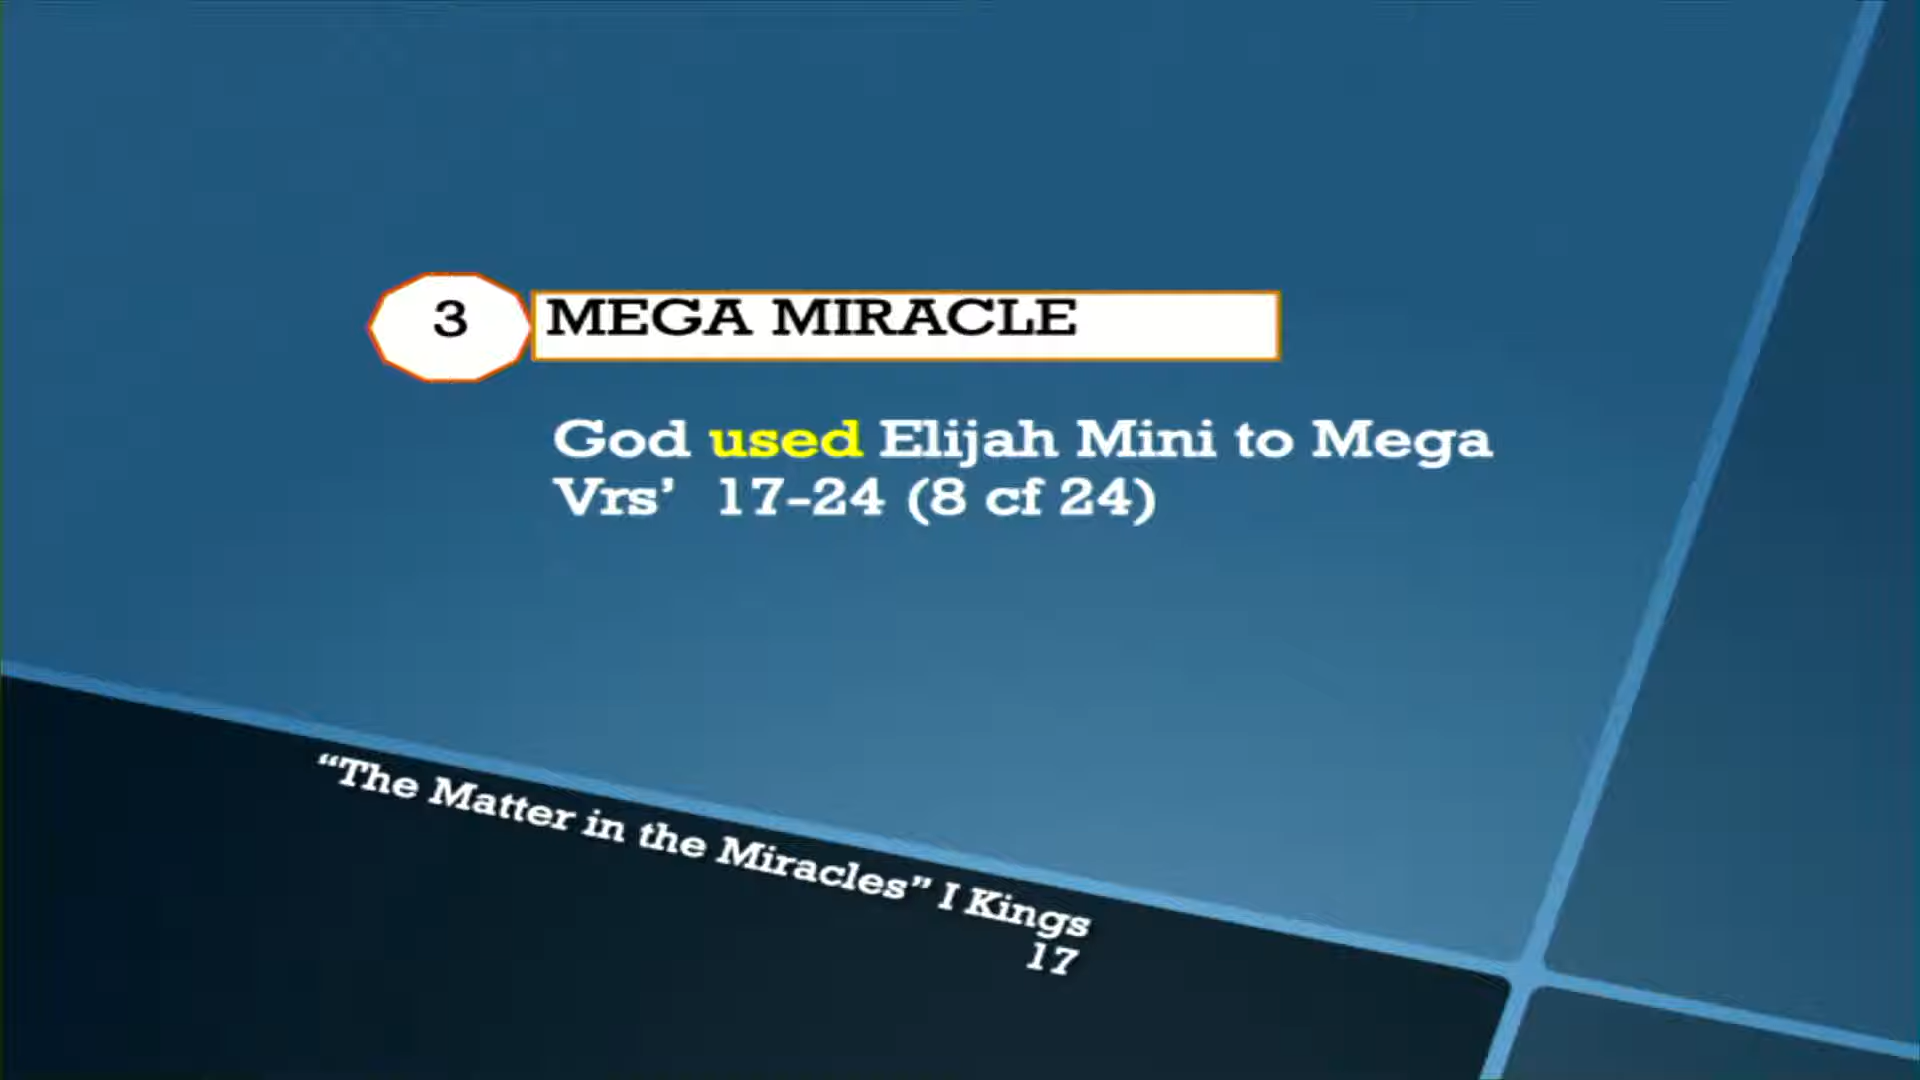 3 MEGA MIRACLE
God used Elijah Mini to Mega
Vrs’ 17-24 (8 cf 24)
“The Matter in the Miracles” I Kings
17